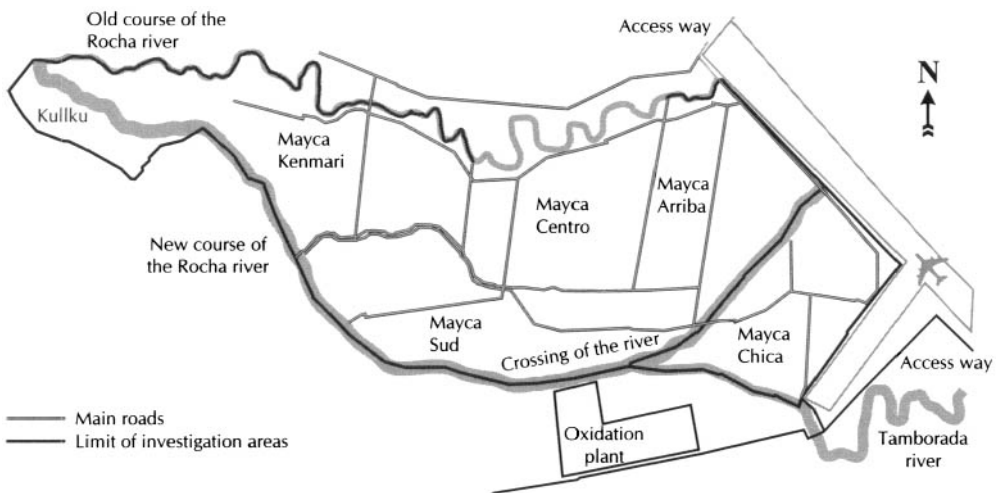 Old course of the
Rocha river
Access way
N
Kullku
Mayca
Kenmari
Mayca
Arriba
Mayca
Centro
New course of
the Rocha river
Mayca
Sud
Crossing of the river
Mayca
Chica
Access way
Main roads
Limit of investigation areas
Oxidation
plant
Tamborada
river